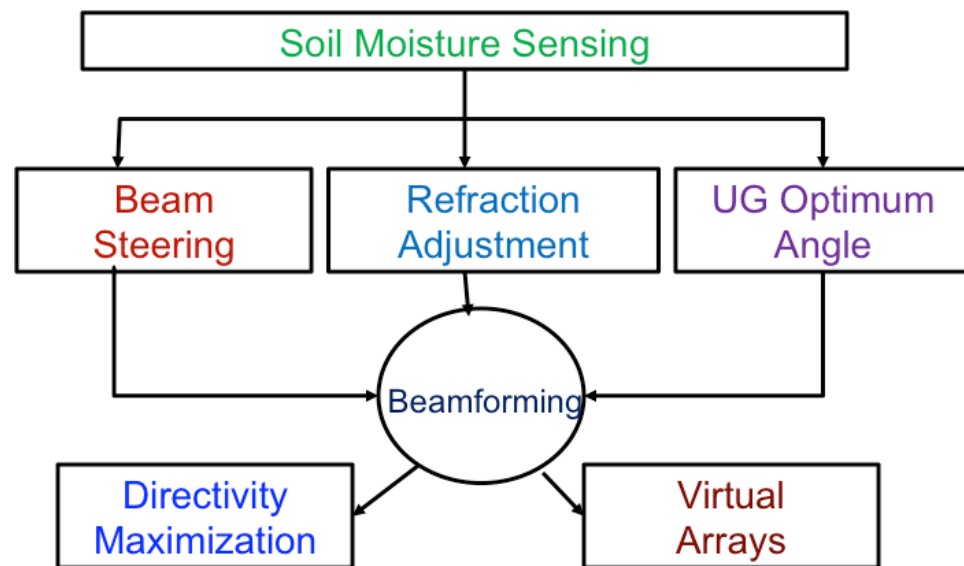 Soil Moisture Sensing
Beam
Steering
Refraction
Adjustment
UG Optimum
Angle
Beamforming
Directivity
Maximization
Virtual
Arrays